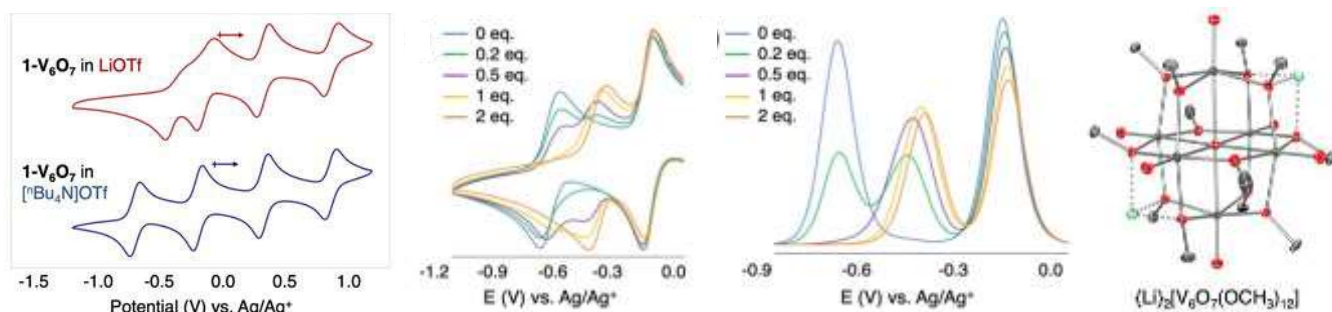 1-V₆O₇ in LiOTf
1-V₆O₇ in
[ⁿBu₄N]OTf
-1.5 -1.0 -0.5 0.0 0.5 1.0
Potential (V) vs. Ag/Ag⁺
0 eq.
0.2 eq.
0.5 eq.
1 eq.
2 eq.
-1.2 -0.9 -0.6 -0.3 0.0
E (V) vs. Ag/Ag⁺
0 eq.
0.2 eq.
0.5 eq.
1 eq.
2 eq.
-0.9 -0.6 -0.3 0.0
E (V) vs. Ag/Ag⁺
{Li}₂[V₆O₇(OCH₃)₁₂]